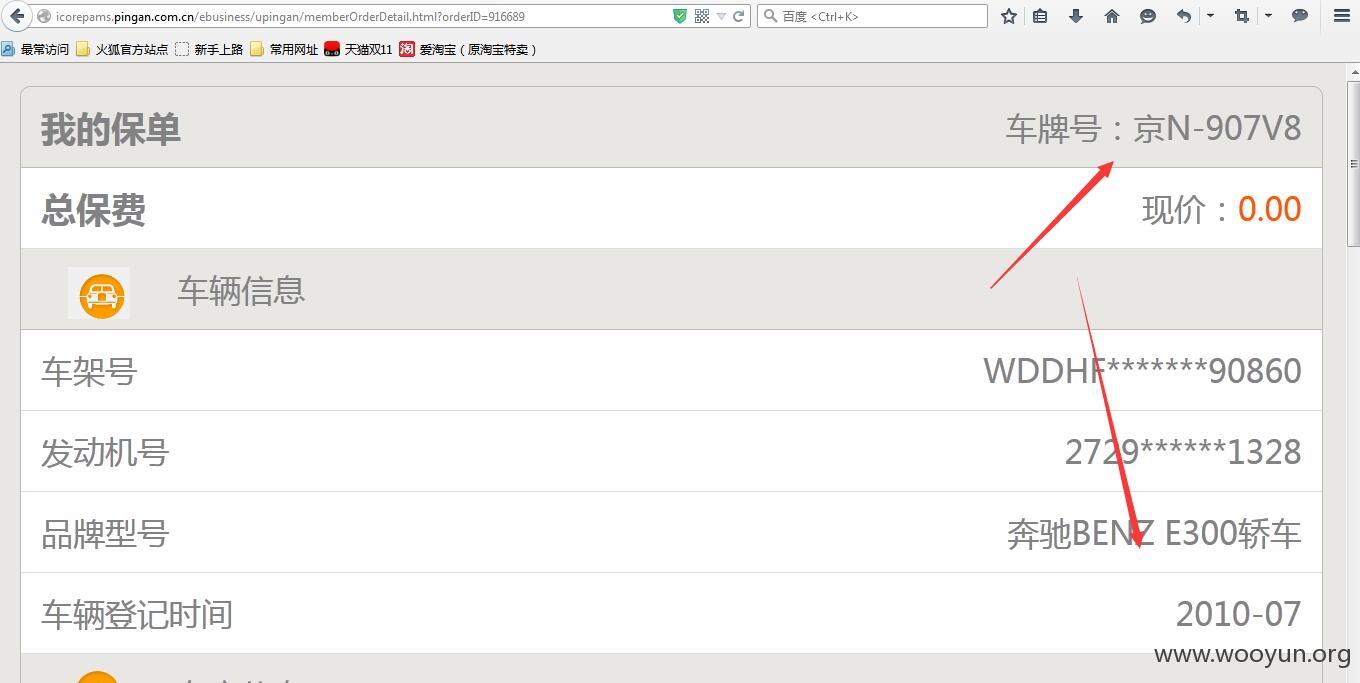 icorepams.pingan.com.cn/ebusiness/upingan/memberOrderDetail.html?orderID=916689
百度 <Ctrl+K>
最常访问 火狐官方站点 新手上路 常用网址 天猫双11 淘 爱淘宝（原淘宝特卖）
我的保单 车牌号：京N-907V8
总保费 现价：0.00
车辆信息
车架号 WDDHF*******90860
发动机号 2729******1328
品牌型号 奔驰BENZ E300轿车
车辆登记时间 2010-07
www.wooyun.org